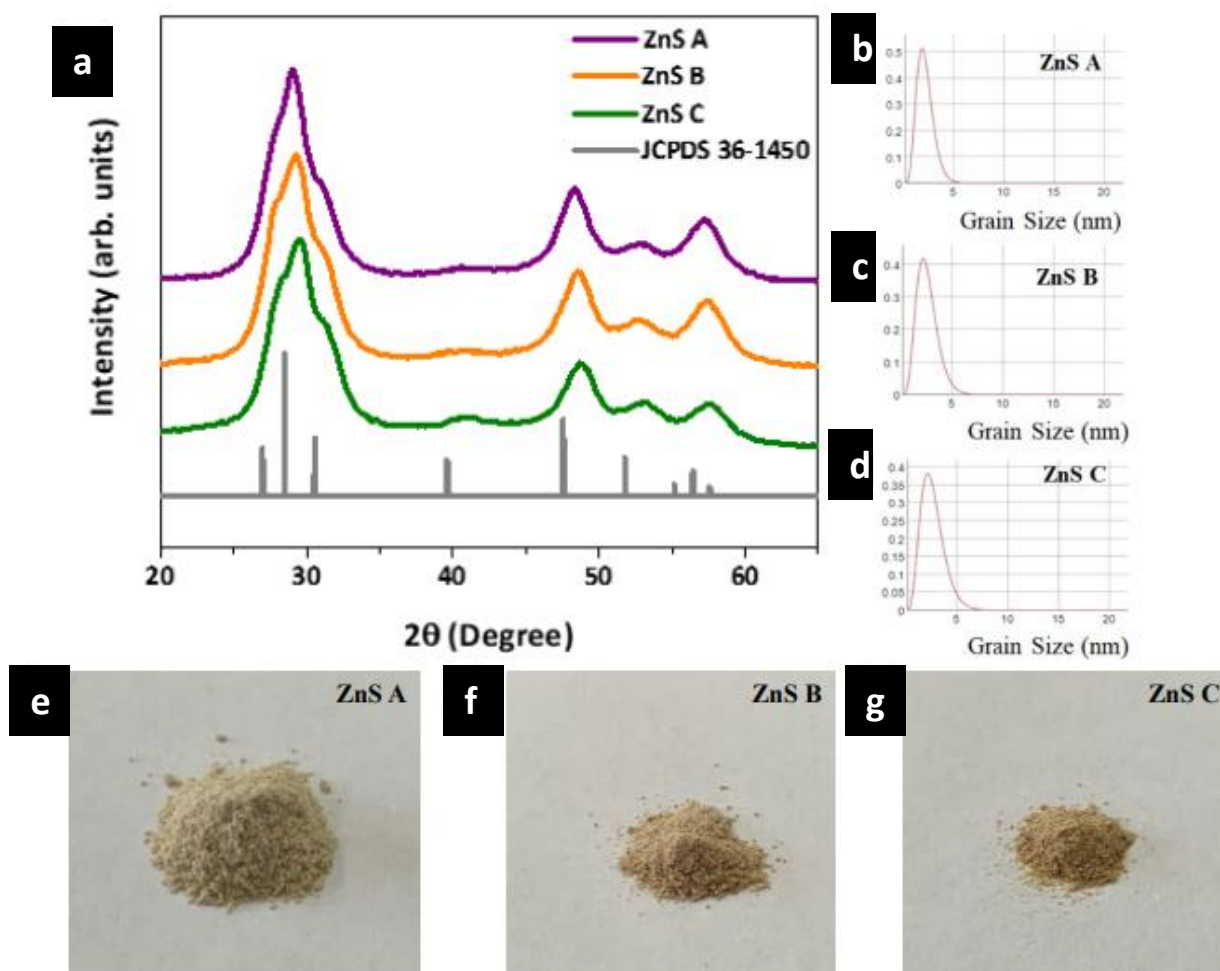 a
ZnS A
ZnS B
ZnS C
JCPDS 36-1450
Intensity (arb. units)
20
30
40
50
60
2θ (Degree)
b
ZnS A
0.5
0.4
0.3
0.2
0.1
0
5
10
15
20
Grain Size (nm)
c
ZnS B
0.4
0.3
0.2
0.1
0
5
10
15
20
Grain Size (nm)
d
ZnS C
0.4
0.35
0.3
0.25
0.2
0.15
0.1
0.05
0
5
10
15
20
Grain Size (nm)
e
ZnS A
f
ZnS B
g
ZnS C